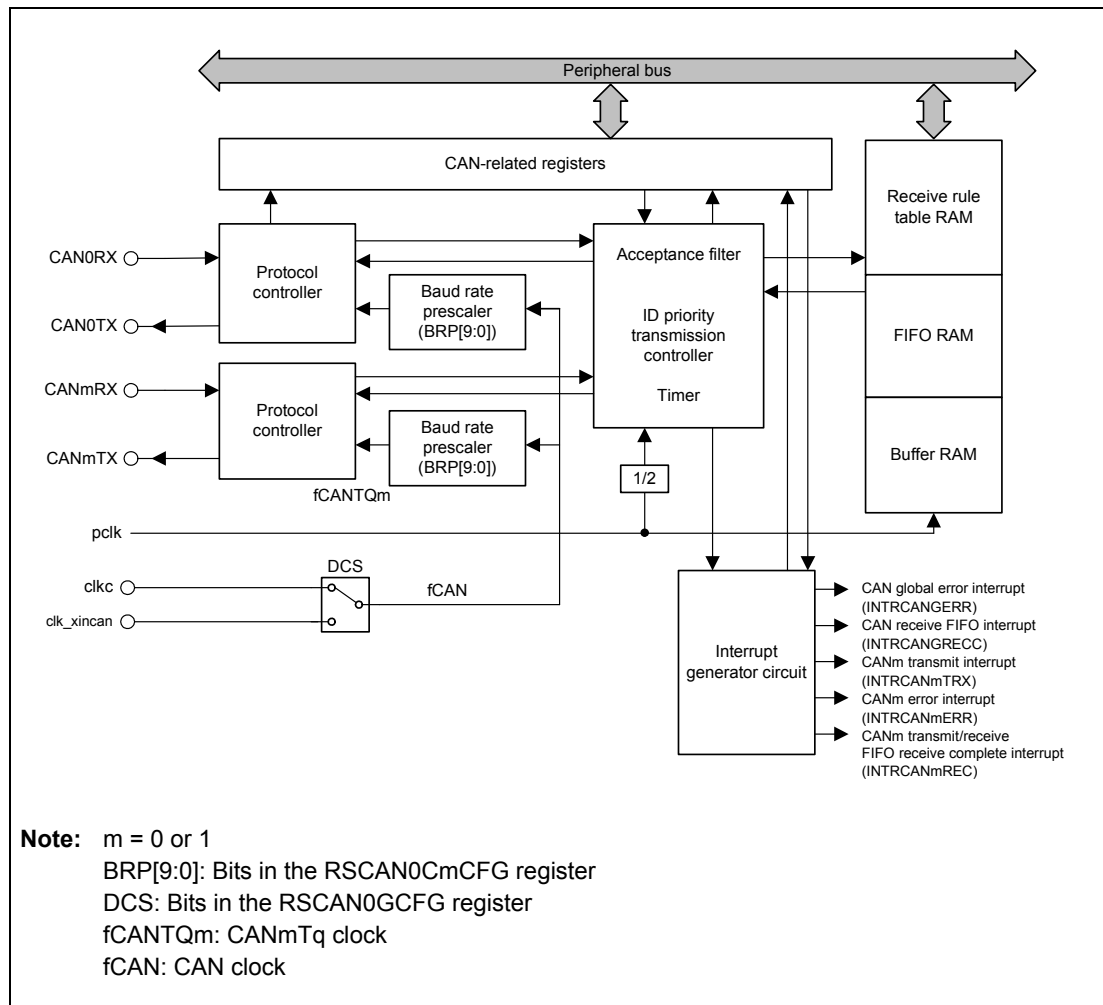 Peripheral bus
CAN-related registers
Receive rule
table RAM
FIFO RAM
Buffer RAM
CAN0RX
CAN0TX
Protocol
controller
Baud rate
prescaler
(BRP[9:0])
CANmRX
CANmTX
Protocol
controller
Baud rate
prescaler
(BRP[9:0])
fCANTQm
Acceptance filter
ID priority
transmission
controller
Timer
1/2
pclk
clkc
clk_xincan
DCS
fCAN
Interrupt
generator circuit
CAN global error interrupt
(INTRCANGERR)
CAN receive FIFO interrupt
(INTRCANGRECC)
CANm transmit interrupt
(INTRCANmTRX)
CANm error interrupt
(INTRCANmERR)
CANm transmit/receive
FIFO receive complete interrupt
(INTRCANmREC)
Note: m = 0 or 1
BRP[9:0]: Bits in the RSCAN0CmCFG register
DCS: Bits in the RSCAN0GCFG register
fCANTQm: CANmTq clock
fCAN: CAN clock